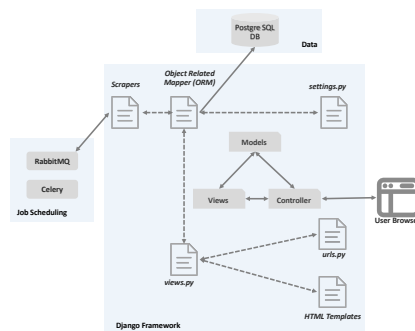 Postgre SQL
DB
Data
Object Related
Mapper (ORM)
Scrapers
settings.py
RabbitMQ
Celery
Job Scheduling
Models
Views
Controller
User Browse
views.py
urls.py
HTML Templates
Django Framework